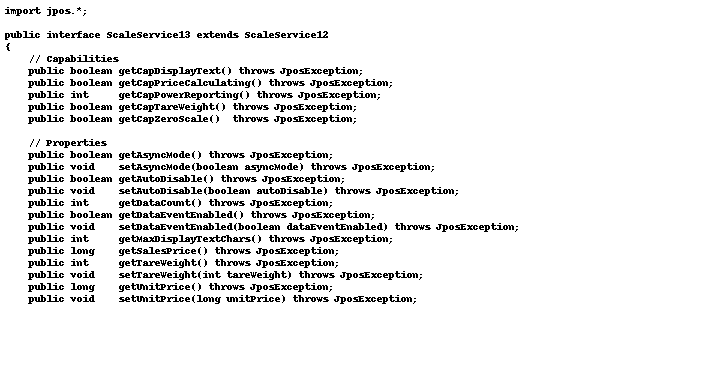 import jpos.*;
public interface ScaleService13 extends ScaleService12
{
// Capabilities
public boolean getCapDisplayText() throws JposException;
public boolean getCapPriceCalculating() throws JposException;
public int getCapPowerReporting() throws JposException;
public boolean getCapTareWeight() throws JposException;
public boolean getCapZeroScale() throws JposException;
// Properties
public boolean getAsyncMode() throws JposException;
public void setAsyncMode(boolean asyncMode) throws JposException;
public boolean getAutoDisable() throws JposException;
public void setAutoDisable(boolean autoDisable) throws JposException;
public int getDataCount() throws JposException;
public boolean getDataEventEnabled() throws JposException;
public void setDataEventEnabled(boolean dataEventEnabled) throws JposException;
public int getMaxDisplayTextChars() throws JposException;
public long getSalesPrice() throws JposException;
public int getTareWeight() throws JposException;
public void setTareWeight(int tareWeight) throws JposException;
public long getUnitPrice() throws JposException;
public void setUnitPrice(long unitPrice) throws JposException;